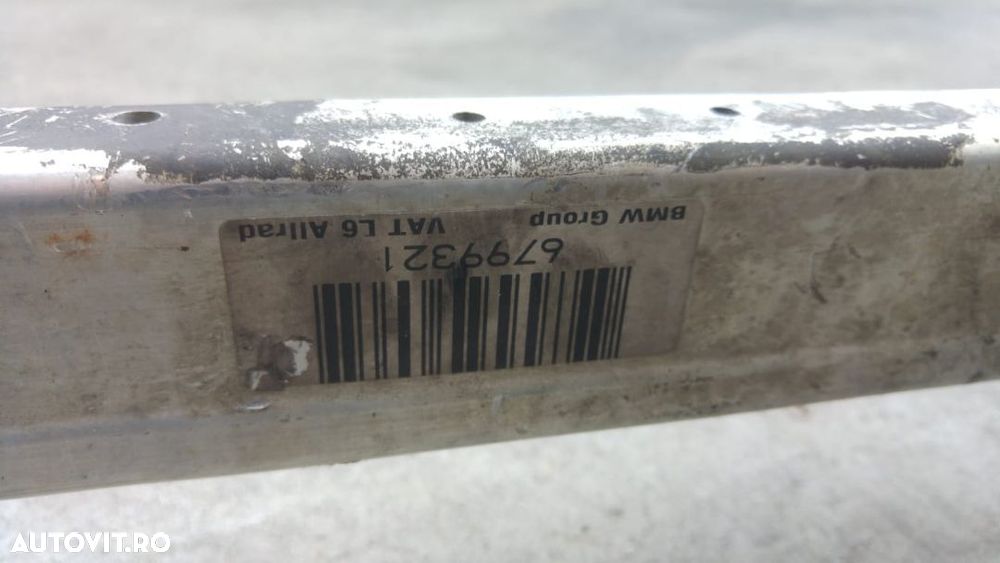 BMW Group VAT L6 Allrad
6799321
AUTOVIT.RO